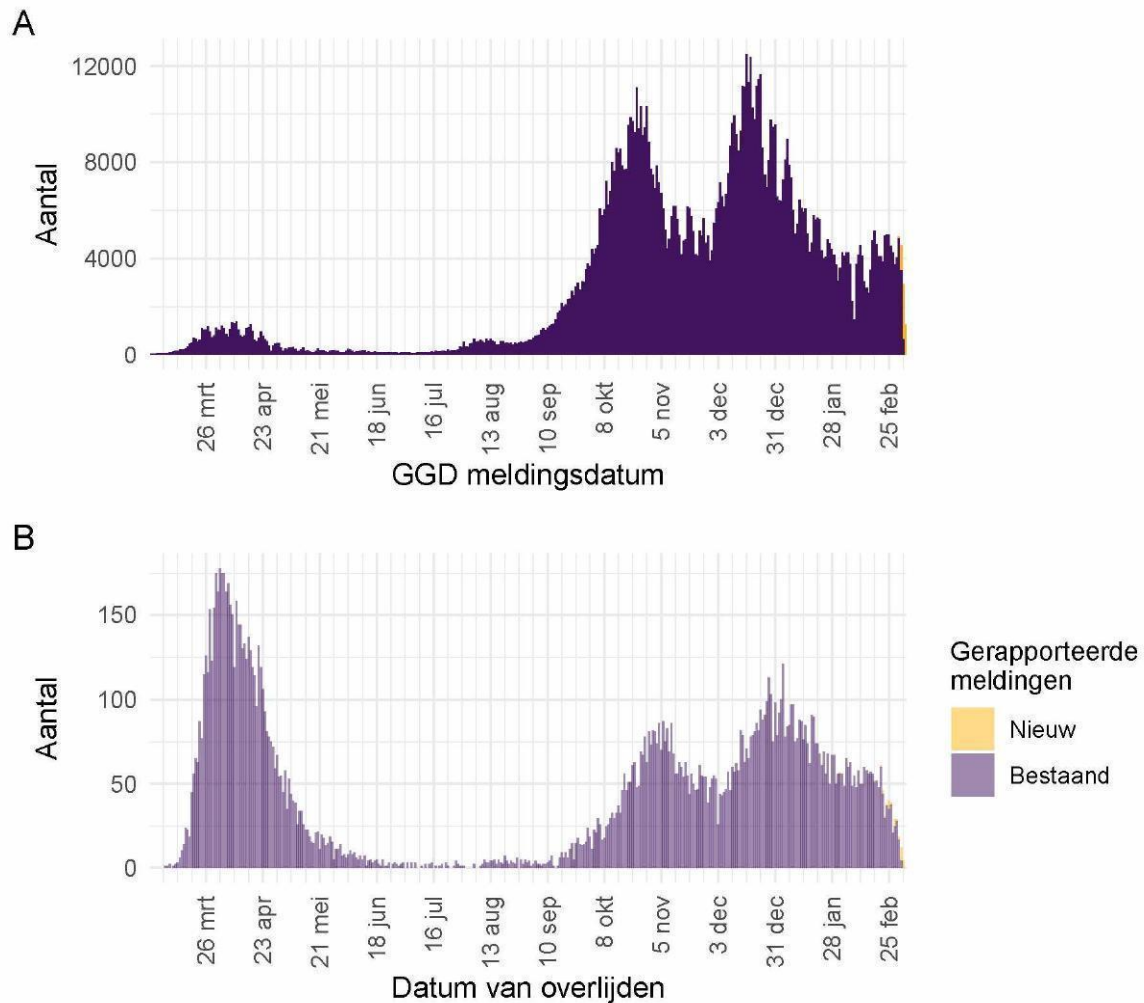 A
12000
8000
4000
0
Aantal
26 mrt
23 apr
21 mei
18 jun
16 jul
13 aug
10 sep
8 okt
5 nov
3 dec
31 dec
28 jan
25 feb
GGD meldingsdatum
B
150
100
50
0
Aantal
26 mrt
23 apr
21 mei
18 jun
16 jul
13 aug
10 sep
8 okt
5 nov
3 dec
31 dec
28 jan
25 feb
Datum van overlijden
Gerapporteerde
meldingen
Nieuw
Bestaand